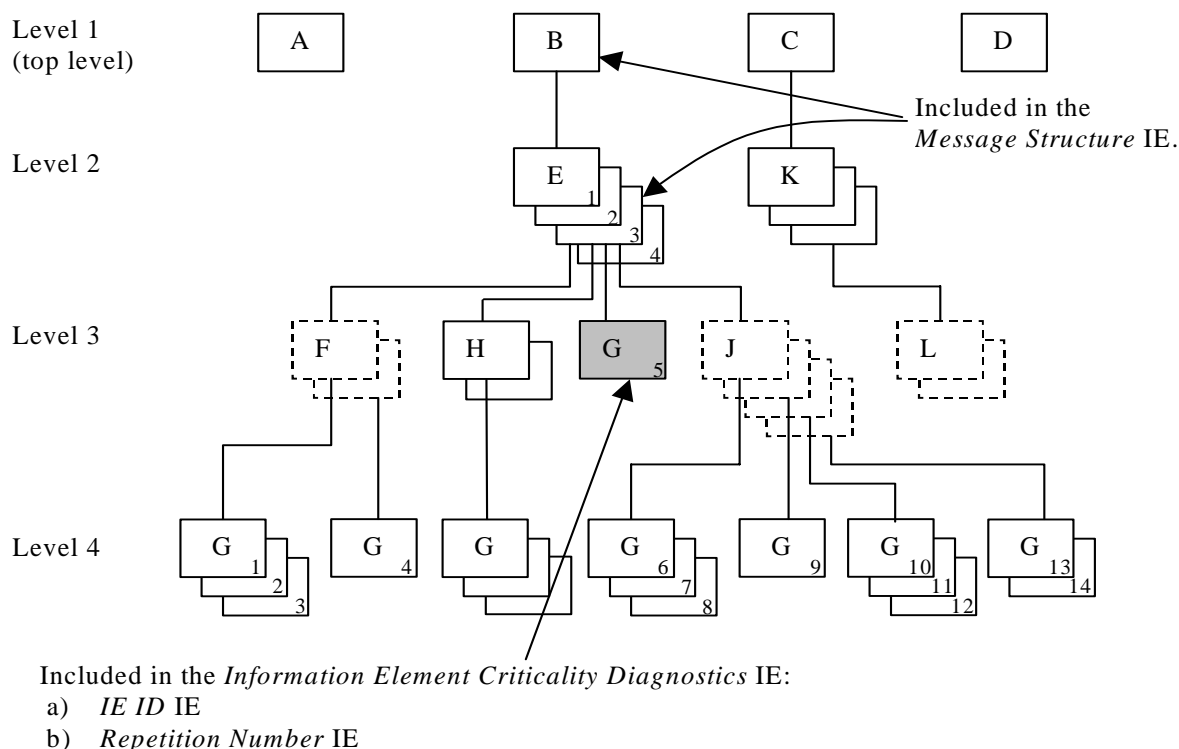 Level 1
(top level)
A
B
C
D
Included in the
Message Structure IE.
Level 2
E
1
2
3
4
K
Level 3
F
H
G
5
J
L
Level 4
G
1
2
3
G
4
G
G
6
7
8
G
9
G
10
11
12
G
13
14
Included in the Information Element Criticality Diagnostics IE:
a) IE ID IE
b) Repetition Number IE